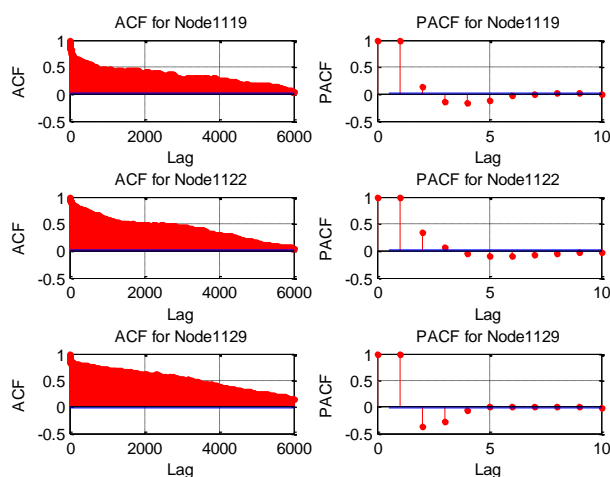 ACF for Node1119
PACF for Node1119
1
0.5
0
-0.5
ACF
0 2000 4000 6000
Lag
1
0.5
0
-0.5
PACF
0 5 10
Lag
ACF for Node1122
PACF for Node1122
1
0.5
0
-0.5
ACF
0 2000 4000 6000
Lag
1
0.5
0
-0.5
PACF
0 5 10
Lag
ACF for Node1129
PACF for Node1129
1
0.5
0
-0.5
ACF
0 2000 4000 6000
Lag
1
0.5
0
-0.5
PACF
0 5 10
Lag